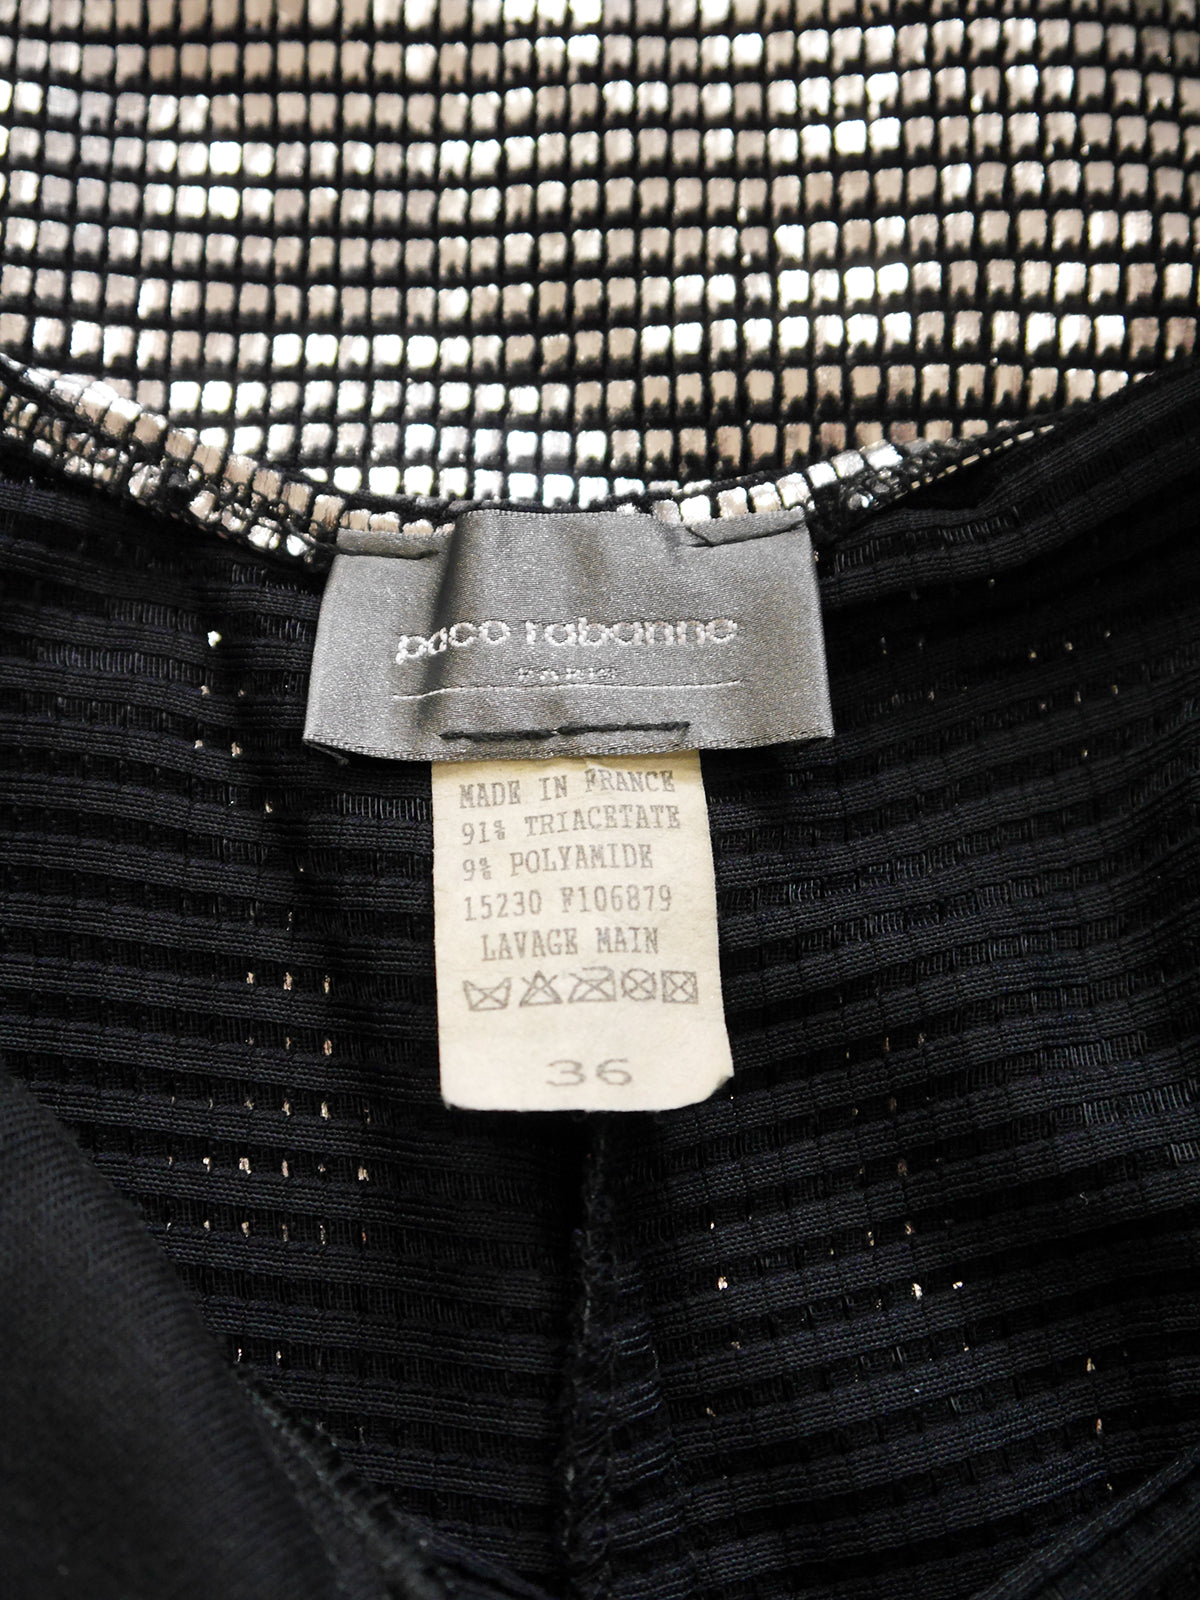 paco rabanne
PARIS
MADE IN FRANCE
91% TRIACETATE
9% POLYAMIDE
15230 F106879
LAVAGE MAIN
36